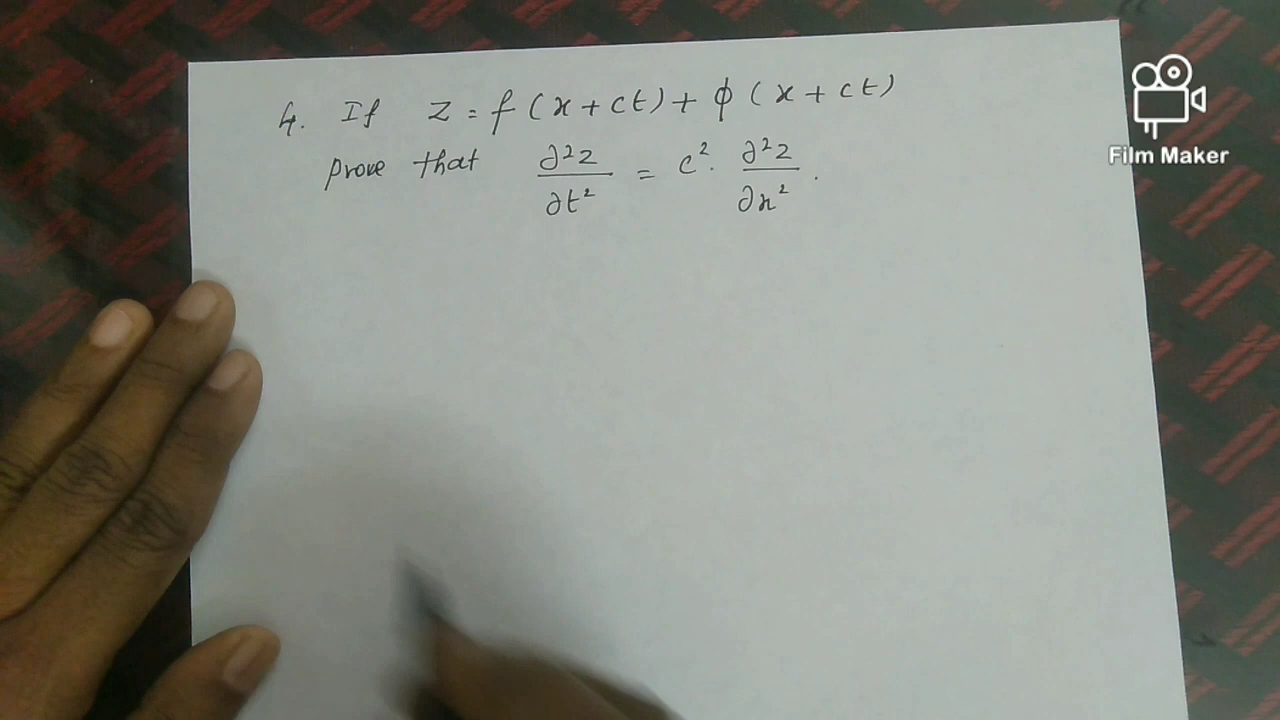 4. If z = f(x+ct) + ϕ(x+ct)
prove that ∂²z/∂t² = c². ∂²z/∂x².
Film Maker